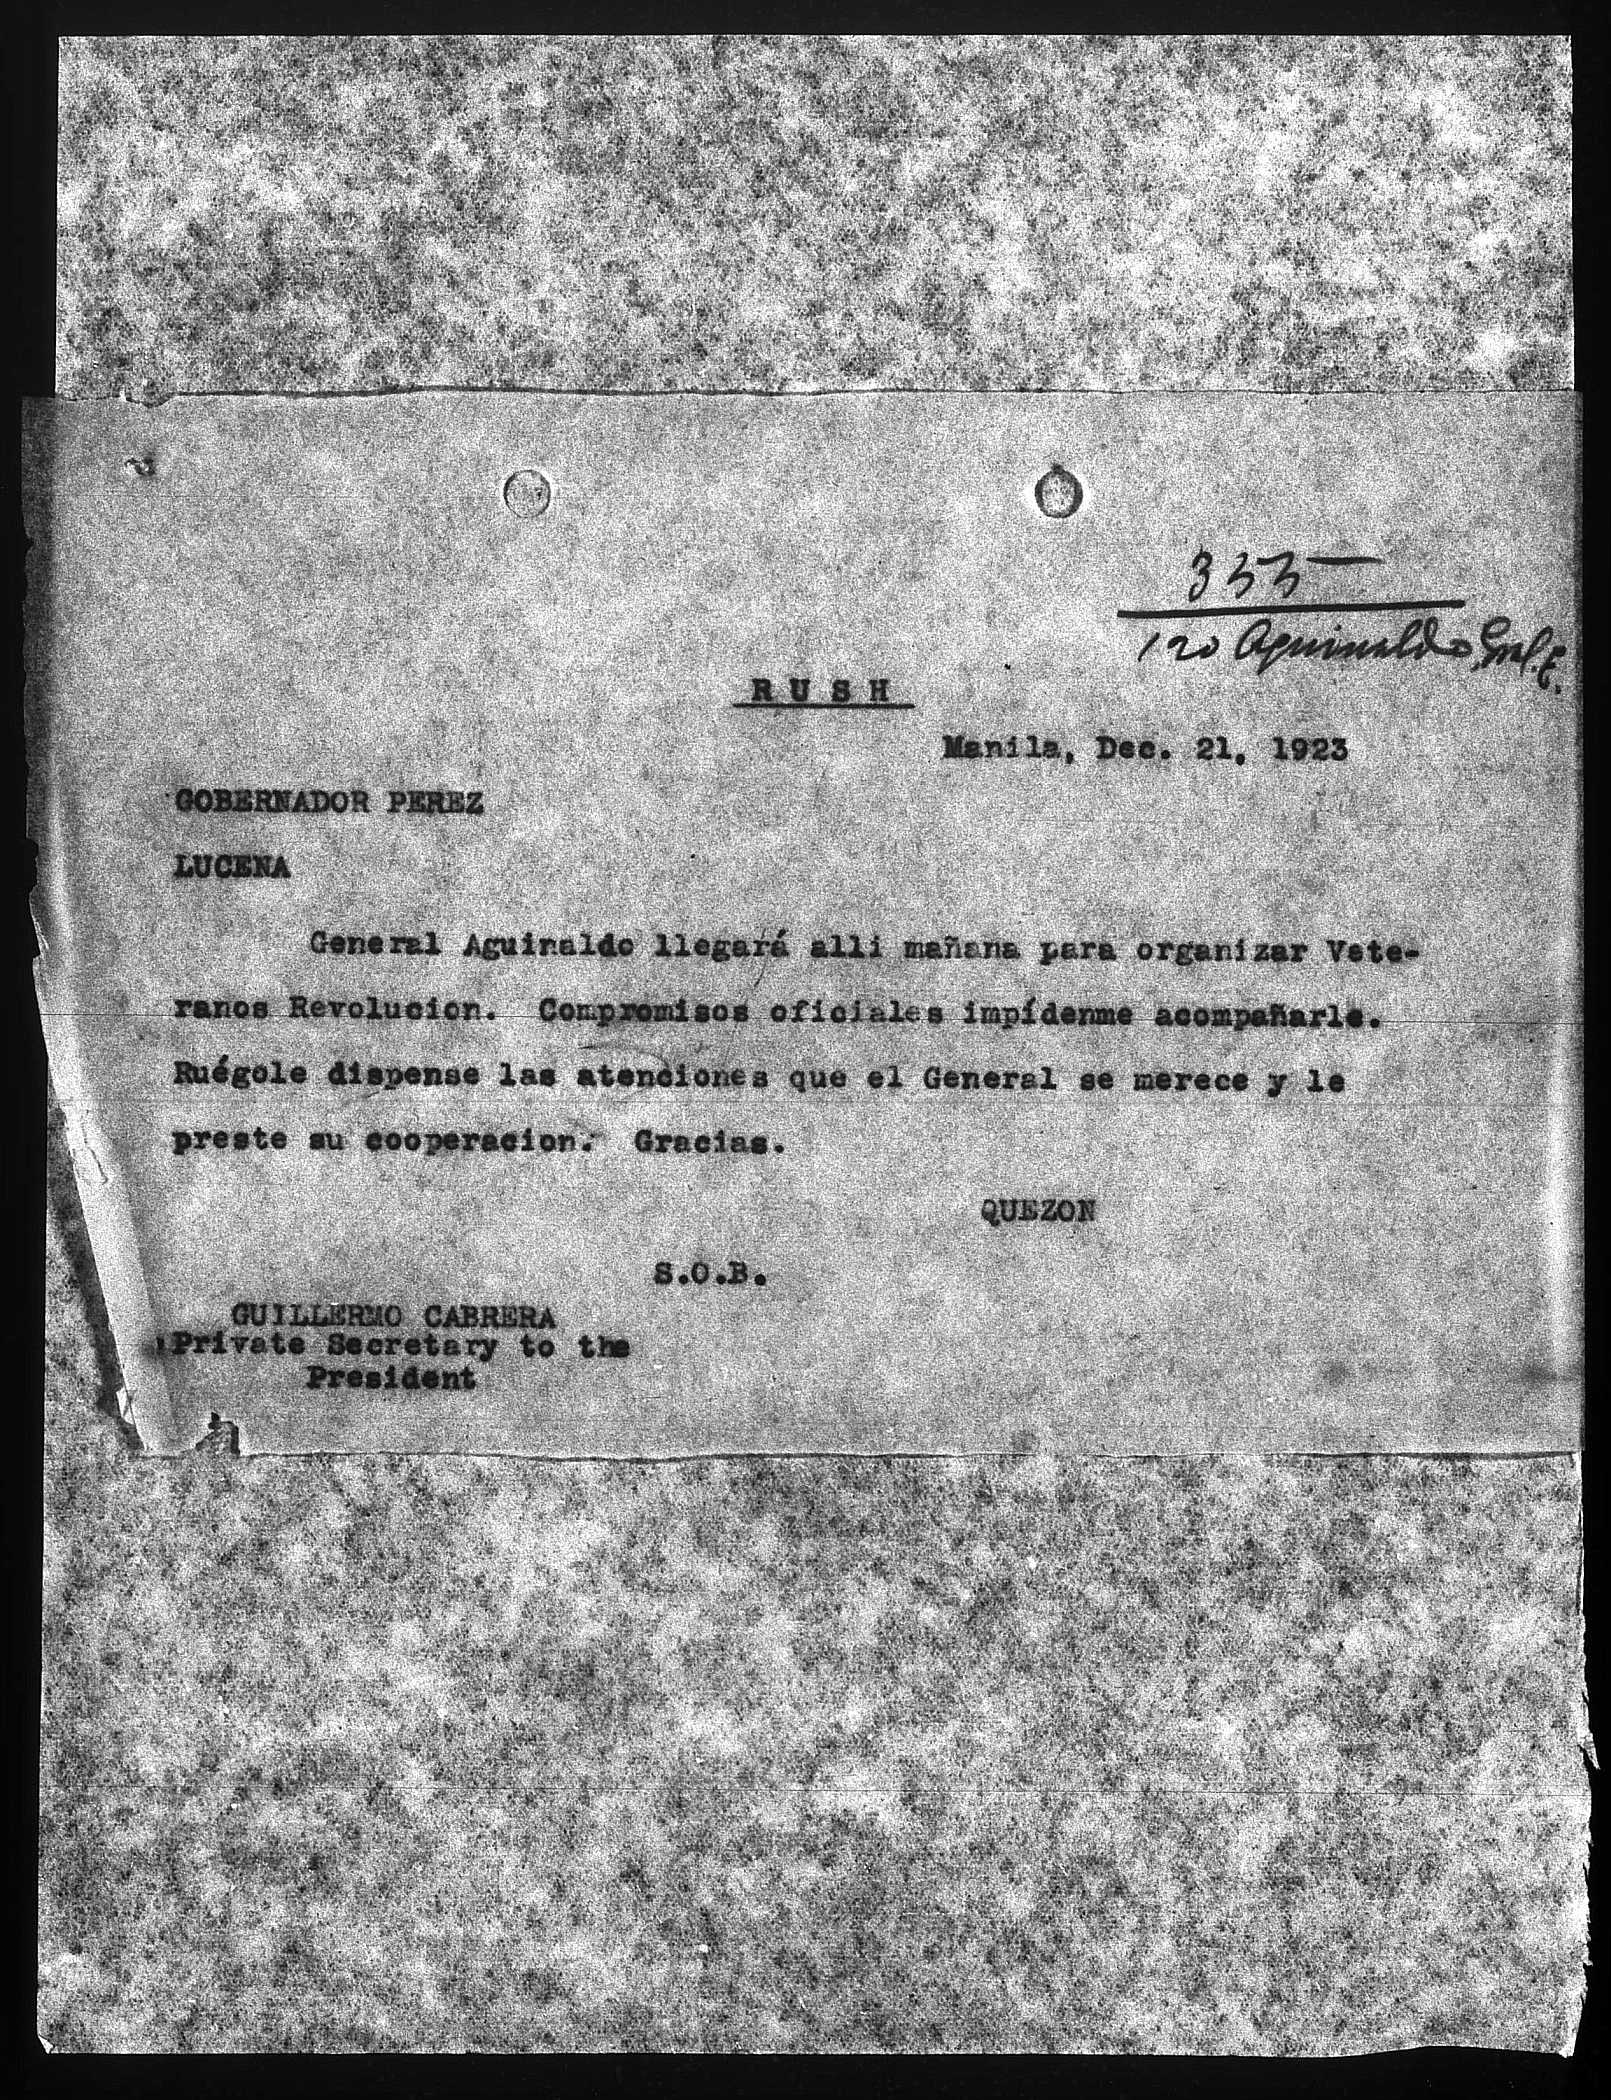 333—
120 Aguinaldo, Gral. E.
RUSH
Manila, Dec. 21, 1923
GOBERNADOR PEREZ
LUCENA
General Aguinaldo llegará alli mañana para organizar Vete-
ranos Revolucion. Compromisos oficiales impídenme acompañarle.
Ruégole dispense las atenciones que el General se merece y le
preste su cooperacion. Gracias.
QUEZON
S.O.B.
GUILLERMO CABRERA
Private Secretary to the
President